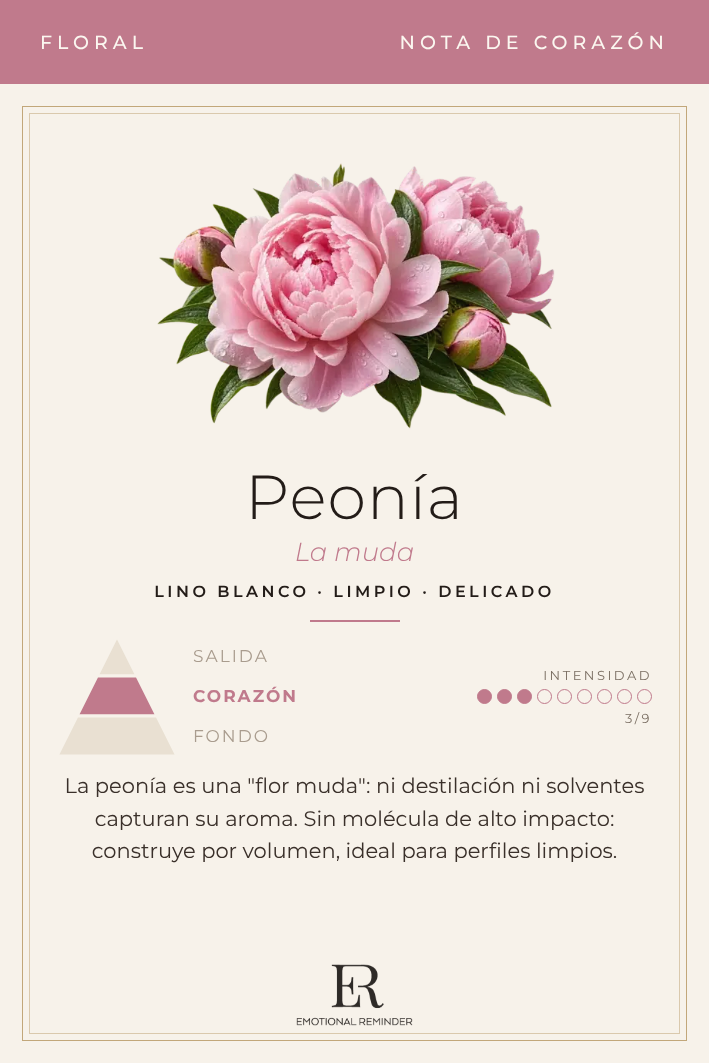 FLORAL
NOTA DE CORAZÓN
Peonía
La muda
LINO BLANCO · LIMPIO · DELICADO
SALIDA
CORAZÓN
FONDO
INTENSIDAD
3/9
La peonía es una "flor muda": ni destilación ni solventes
capturan su aroma. Sin molécula de alto impacto:
construye por volumen, ideal para perfiles limpios.
ER
EMOTIONAL REMINDER